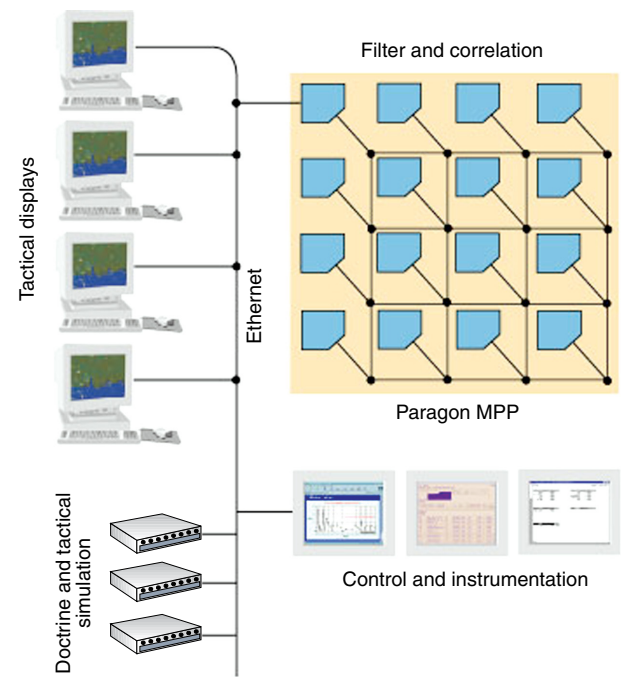 Filter and correlation
Tactical displays
Ethernet
Paragon MPP
Doctrine and tactical
simulation
Control and instrumentation